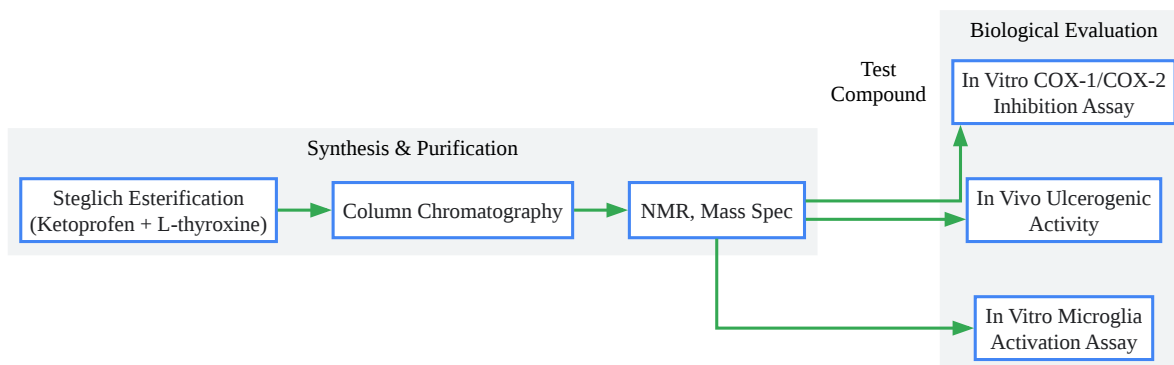 Biological Evaluation
Test
Compound
In Vitro COX-1/COX-2
Inhibition Assay
Synthesis & Purification
Steglich Esterification
(Ketoprofen + L-thyroxine)
Column Chromatography
NMR, Mass Spec
In Vivo Ulcerogenic
Activity
In Vitro Microglia
Activation Assay